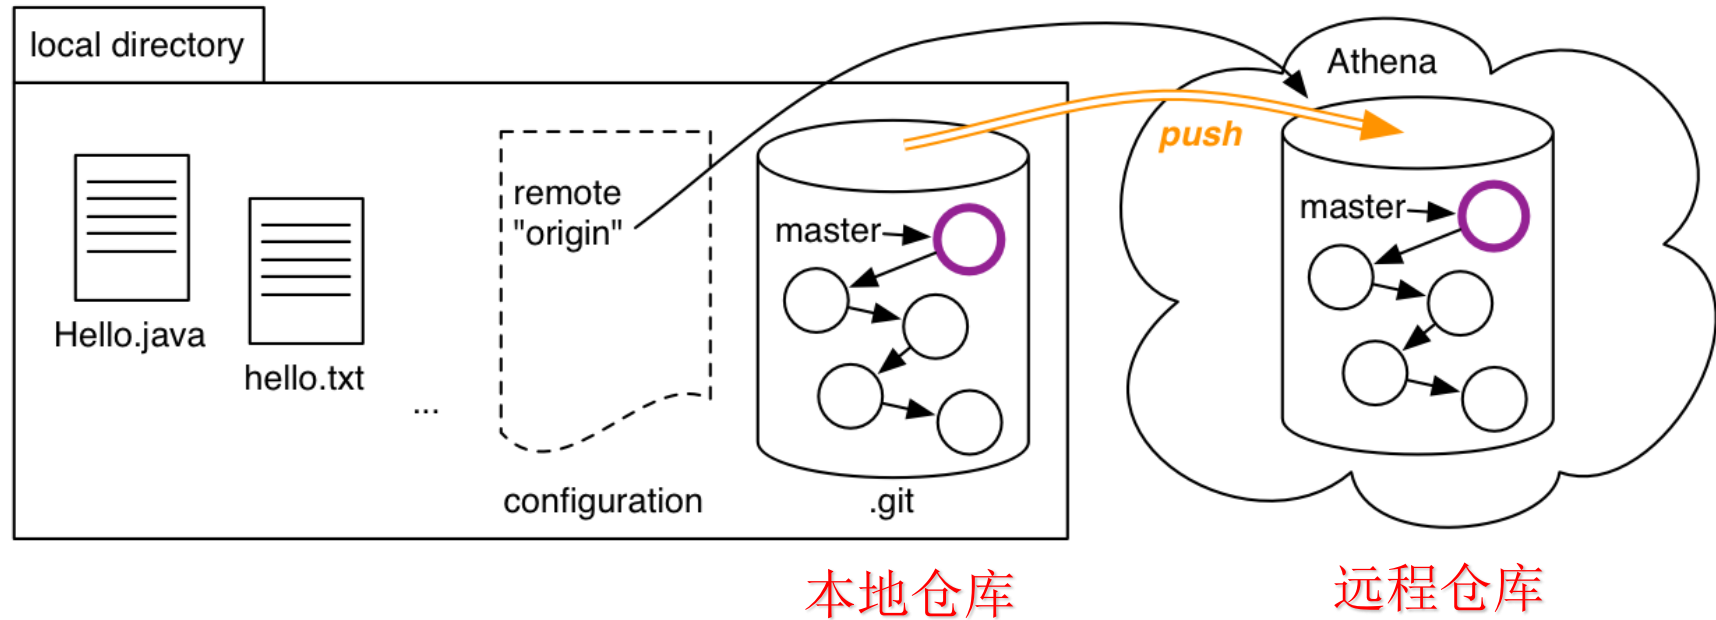 local directory
Hello.java
hello.txt
...
remote
"origin"
configuration
master
.git
push
Athena
master
本地仓库
远程仓库